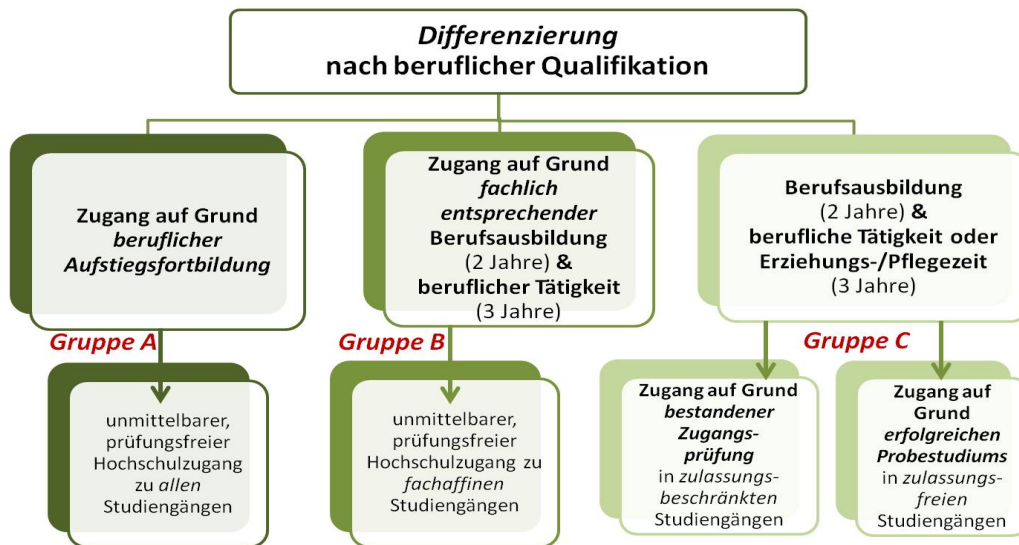 Differenzierung
nach beruflicher Qualifikation
Zugang auf Grund
beruflicher
Aufstiegsfortbildung
Zugang auf Grund
fachlich
entsprechender
Berufsausbildung
(2 Jahre) &
beruflicher Tätigkeit
(3 Jahre)
Berufsausbildung
(2 Jahre) &
berufliche Tätigkeit oder
Erziehungs-/Pflegezeit
(3 Jahre)
Gruppe A
Gruppe B
Gruppe C
unmittelbarer,
prüfungsfreier
Hochschulzugang
zu allen
Studiengängen
unmittelbarer,
prüfungsfreier
Hochschulzugang zu
fachaffinen
Studiengängen
Zugang auf Grund
bestandener
Zugangs-
prüfung
in zulassungs-
beschränkten
Studiengängen
Zugang auf
Grund
erfolgreichen
Probestudiums
in zulassungs-
freien
Studiengängen